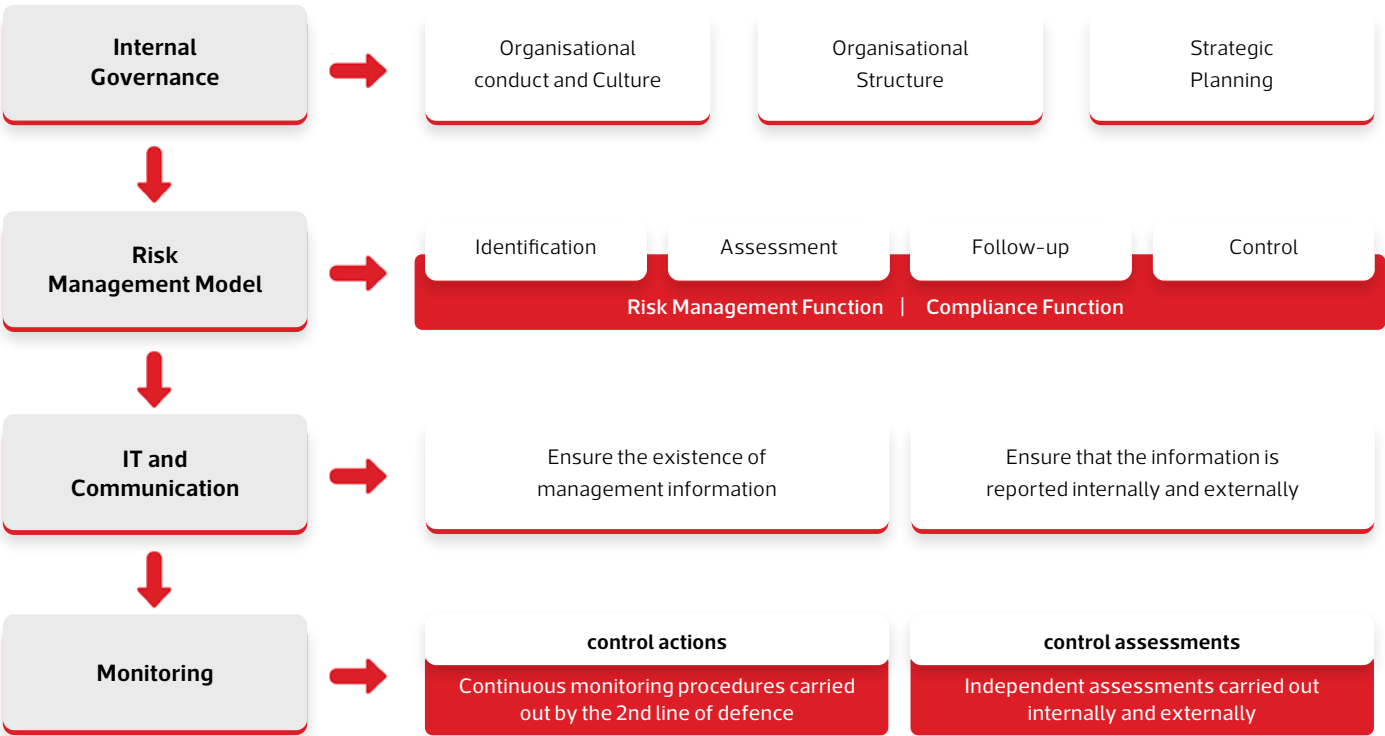 Internal
Governance
Organisational
conduct and Culture
Organisational
Structure
Strategic
Planning
Risk
Management Model
Identification
Assessment
Follow-up
Control
Risk Management Function | Compliance Function
IT and
Communication
Ensure the existence of
management information
Ensure that the information is
reported internally and externally
Monitoring
control actions
Continuous monitoring procedures carried
out by the 2nd line of defence
control assessments
Independent assessments carried out
internally and externally